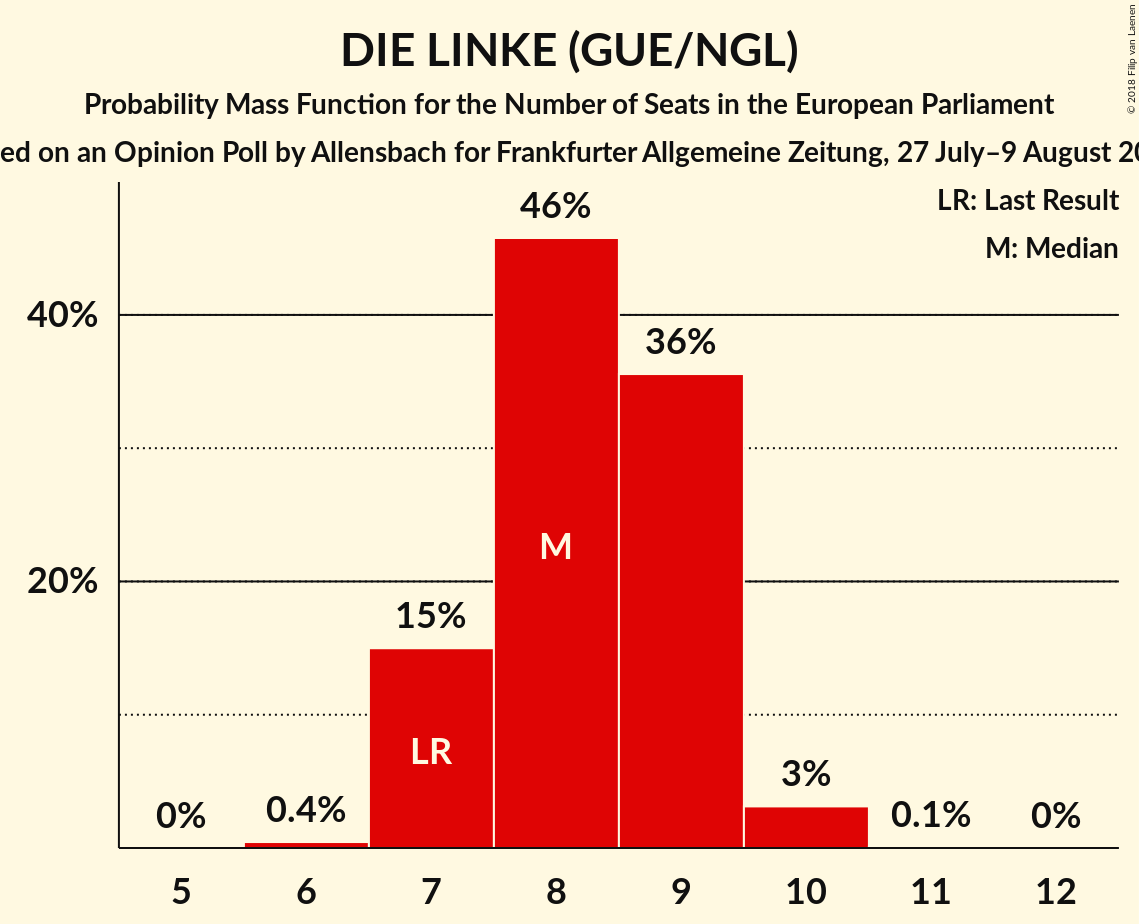 DIE LINKE (GUE/NGL)
Probability Mass Function for the Number of Seats in the European Parliament
ed on an Opinion Poll by Allensbach for Frankfurter Allgemeine Zeitung, 27 July–9 August 20
© 2018 Filip van Laenen
LR: Last Result
M: Median
46%
40%
36%
M
20%
15%
LR
3%
0%
0.4%
0.1%
0%
5 6 7 8 9 10 11 12